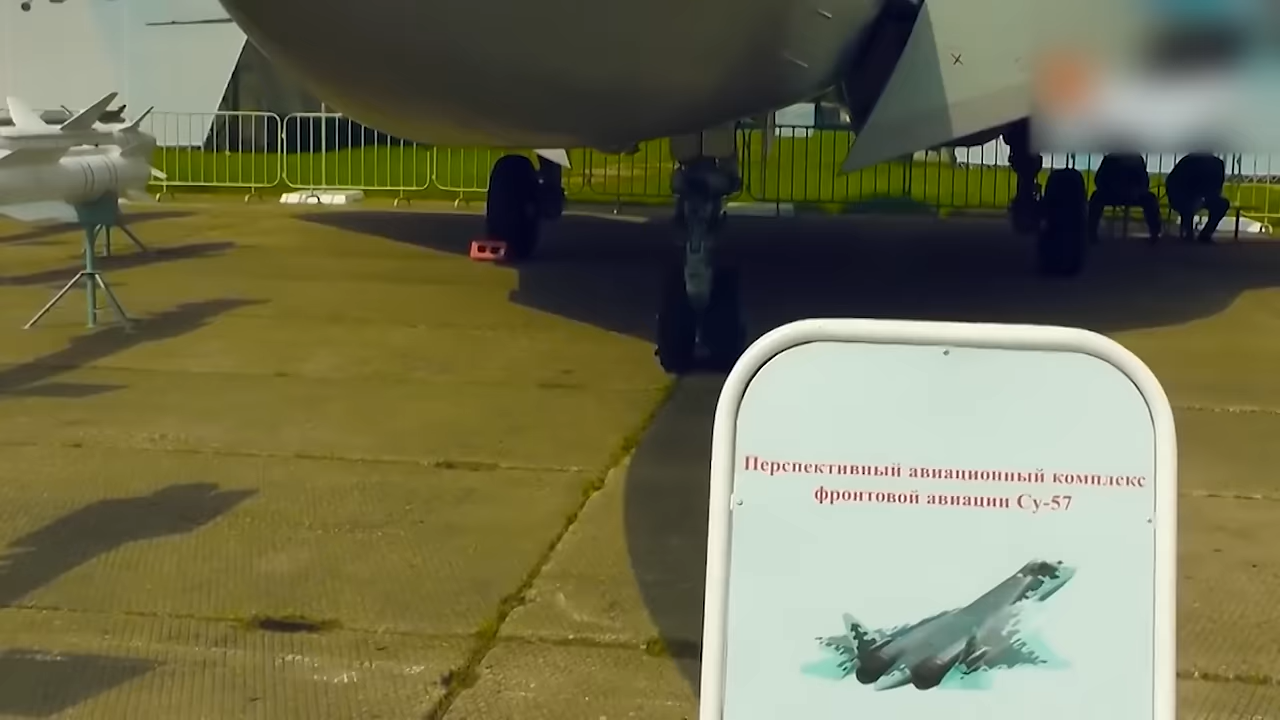 Перспективный авиационный комплекс
фронтовой авиации Су-57